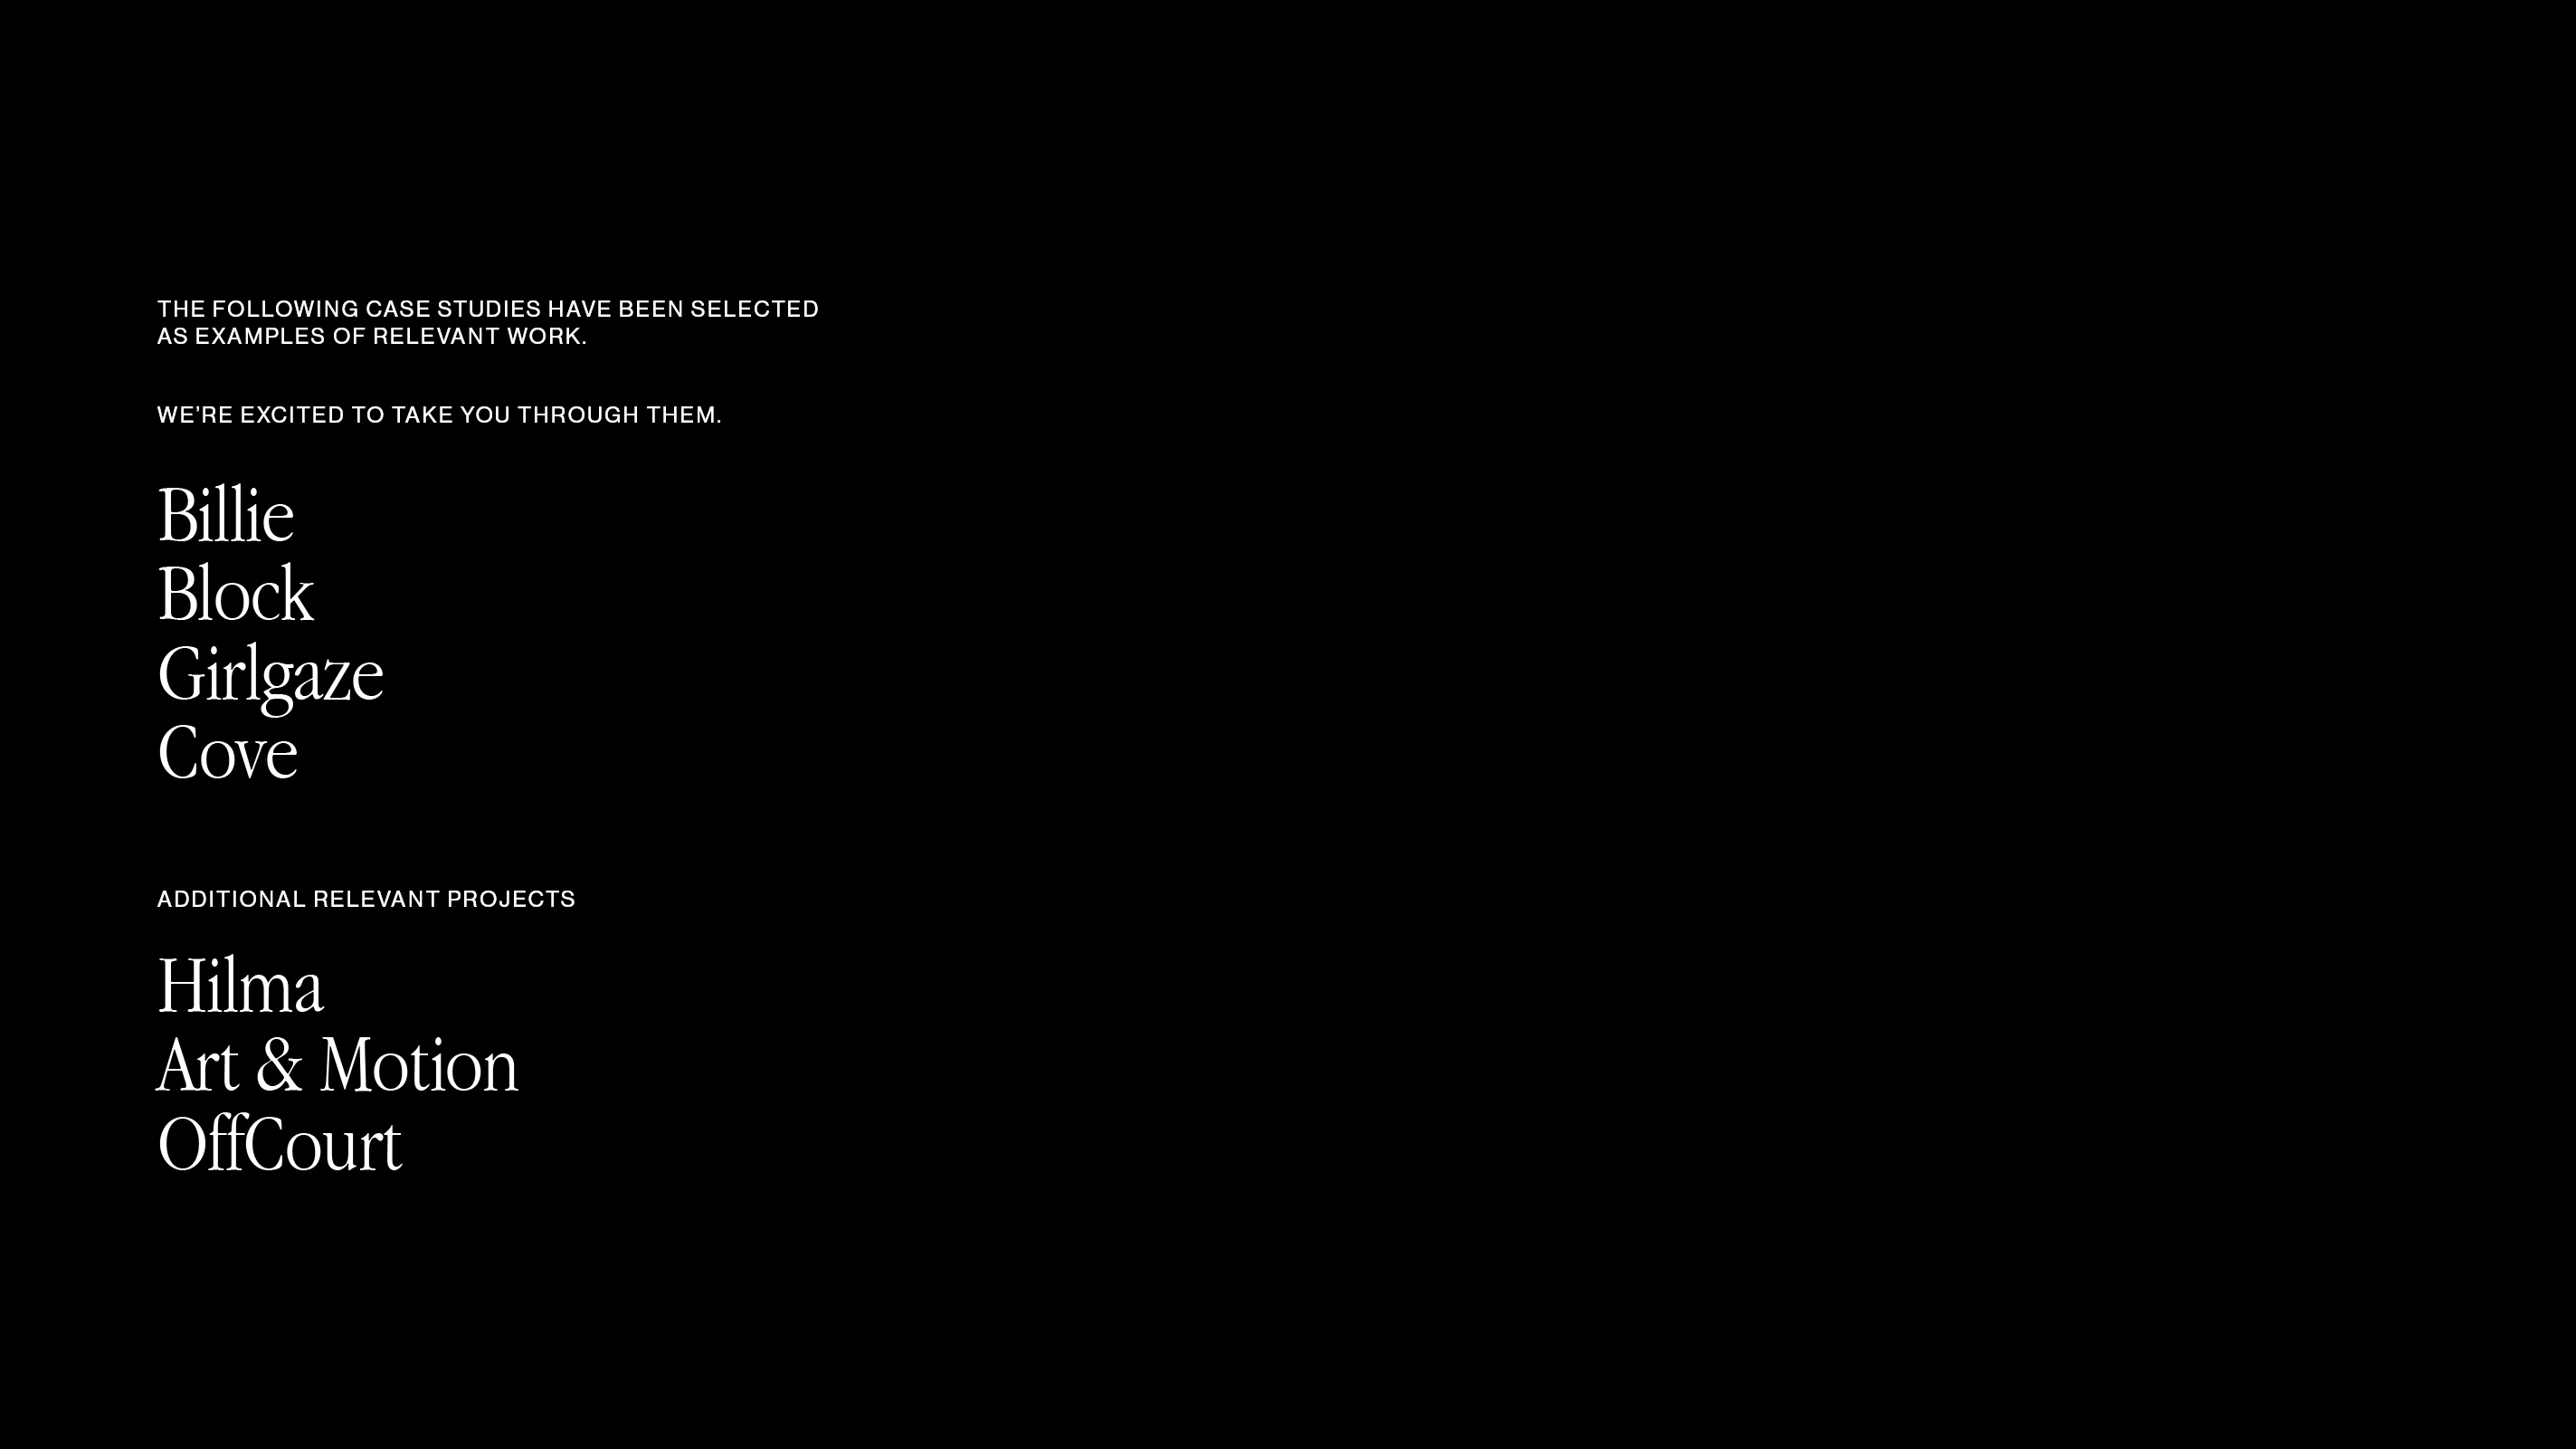 THE FOLLOWING CASE STUDIES HAVE BEEN SELECTED
AS EXAMPLES OF RELEVANT WORK.
WE’RE EXCITED TO TAKE YOU THROUGH THEM.
Billie
Block
Girlgaze
Cove
ADDITIONAL RELEVANT PROJECTS
Hilma
Art & Motion
OffCourt